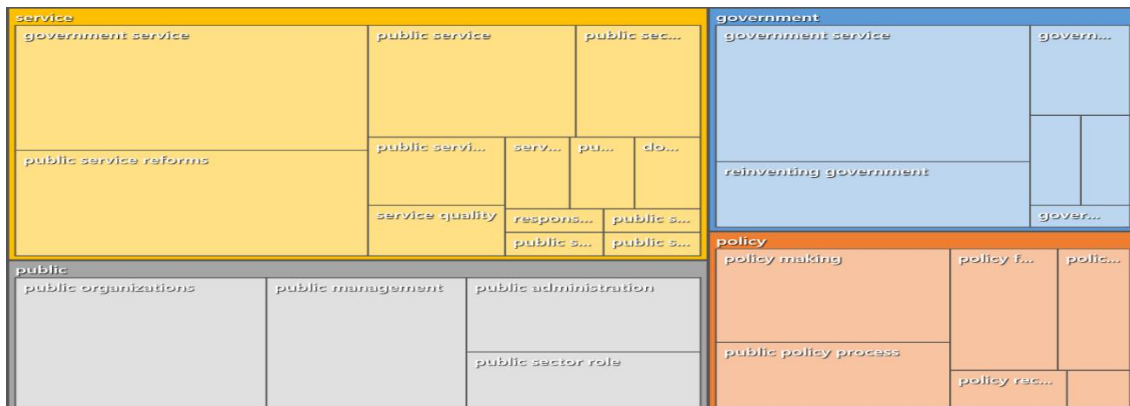 service
government service
public service
public sec...
public service reforms
public servi...
serv...
pu...
do...
service quality
respons...
public s...
public s...
public s...
government
government service
govern...
reinventing government
gover...
public
public organizations
public management
public administration
public sector role
policy
policy making
policy f...
polic...
public policy process
policy rec...